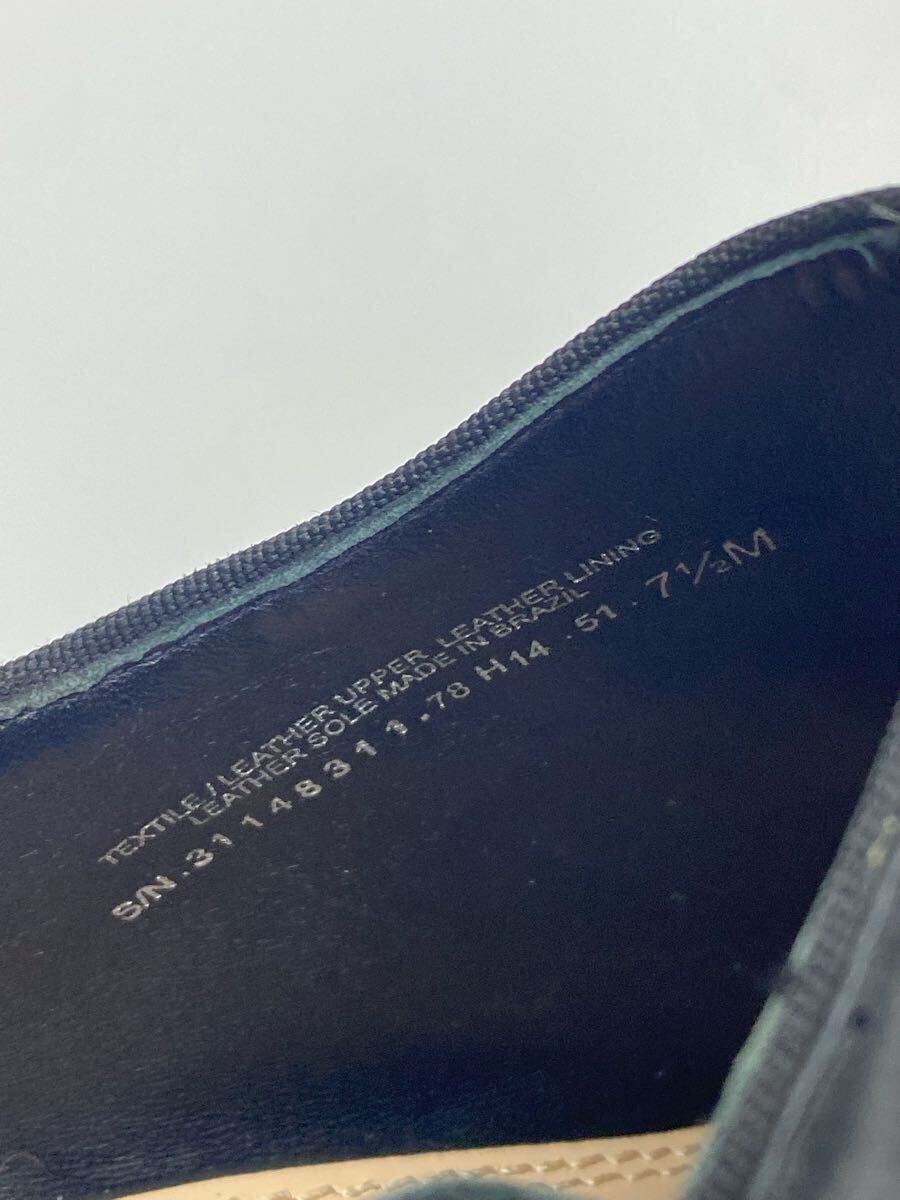 TEXTILE / LEATHER UPPER LEATHER LINING
LEATHER SOLE MADE IN BRAZIL
S/N . 31148311 . 78 H14 . 51 . 7½M